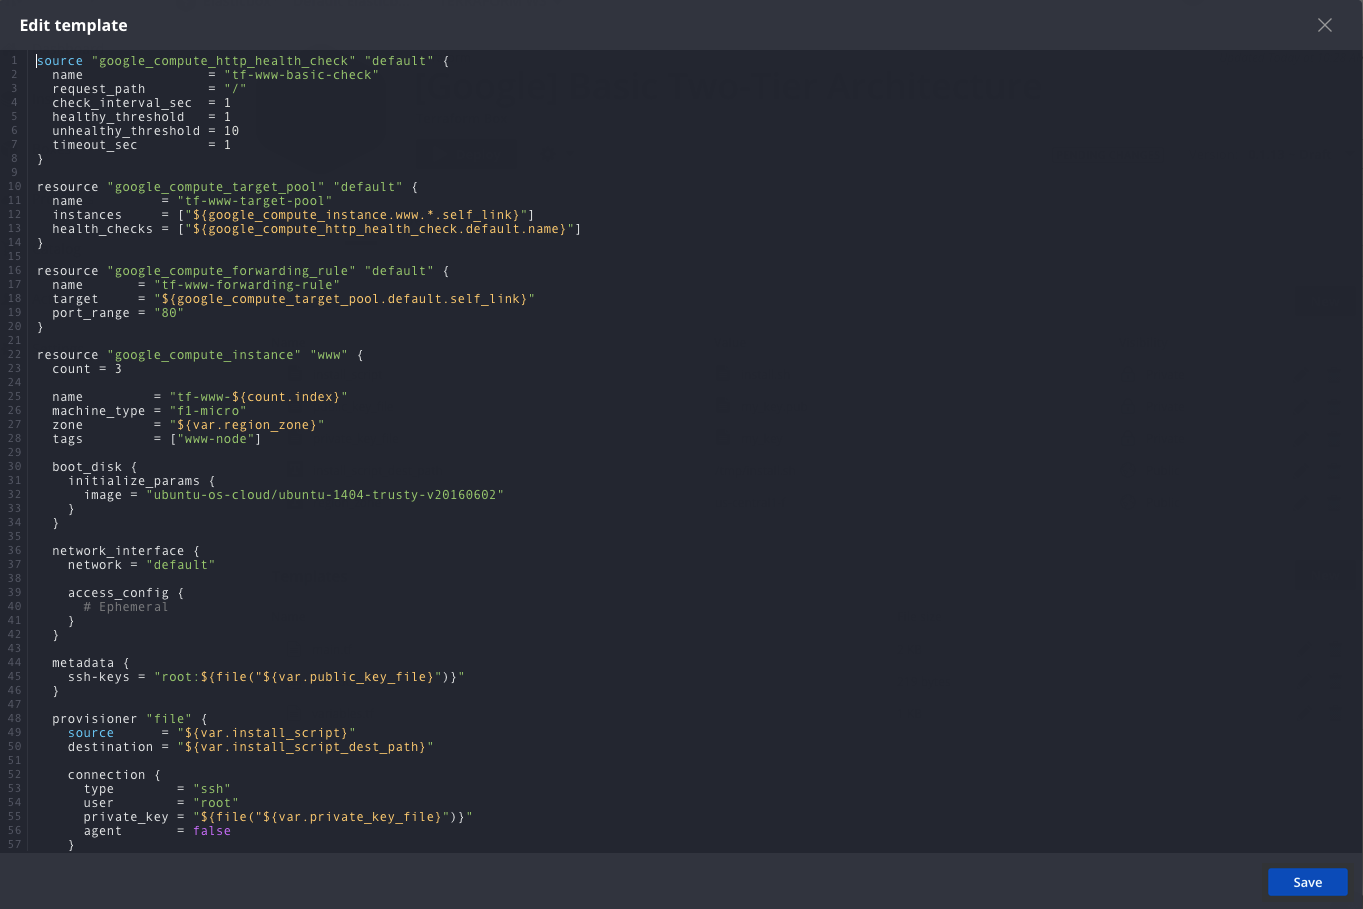 Edit template
1 source "google_compute_http_health_check" "default" {
2   name                = "tf-www-basic-check"
3   request_path        = "/"
4   check_interval_sec  = 1
5   healthy_threshold   = 1
6   unhealthy_threshold = 10
7   timeout_sec         = 1
8 }
9
10 resource "google_compute_target_pool" "default" {
11   name          = "tf-www-target-pool"
12   instances     = ["${google_compute_instance.www.*.self_link}"]
13   health_checks = ["${google_compute_http_health_check.default.name}"]
14 }
15
16 resource "google_compute_forwarding_rule" "default" {
17   name       = "tf-www-forwarding-rule"
18   target     = "${google_compute_target_pool.default.self_link}"
19   port_range = "80"
20 }
21
22 resource "google_compute_instance" "www" {
23   count = 3
24
25   name         = "tf-www-${count.index}"
26   machine_type = "f1-micro"
27   zone         = "${var.region_zone}"
28   tags         = ["www-node"]
29
30   boot_disk {
31     initialize_params {
32       image = "ubuntu-os-cloud/ubuntu-1404-trusty-v20160602"
33     }
34   }
35
36   network_interface {
37     network = "default"
38
39     access_config {
40       # Ephemeral
41     }
42   }
43
44   metadata {
45     ssh-keys = "root:${file("${var.public_key_file}")}"
46   }
47
48   provisioner "file" {
49     source      = "${var.install_script}"
50     destination = "${var.install_script_dest_path}"
51
52     connection {
53       type        = "ssh"
54       user        = "root"
55       private_key = "${file("${var.private_key_file}")}"
56       agent       = false
57     }
Save